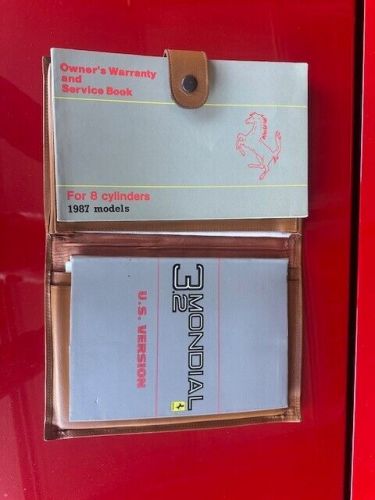 Owner's Warranty
and
Service Book
For 8 cylinders
1987 models
3.2 MONDIAL
U.S. VERSION